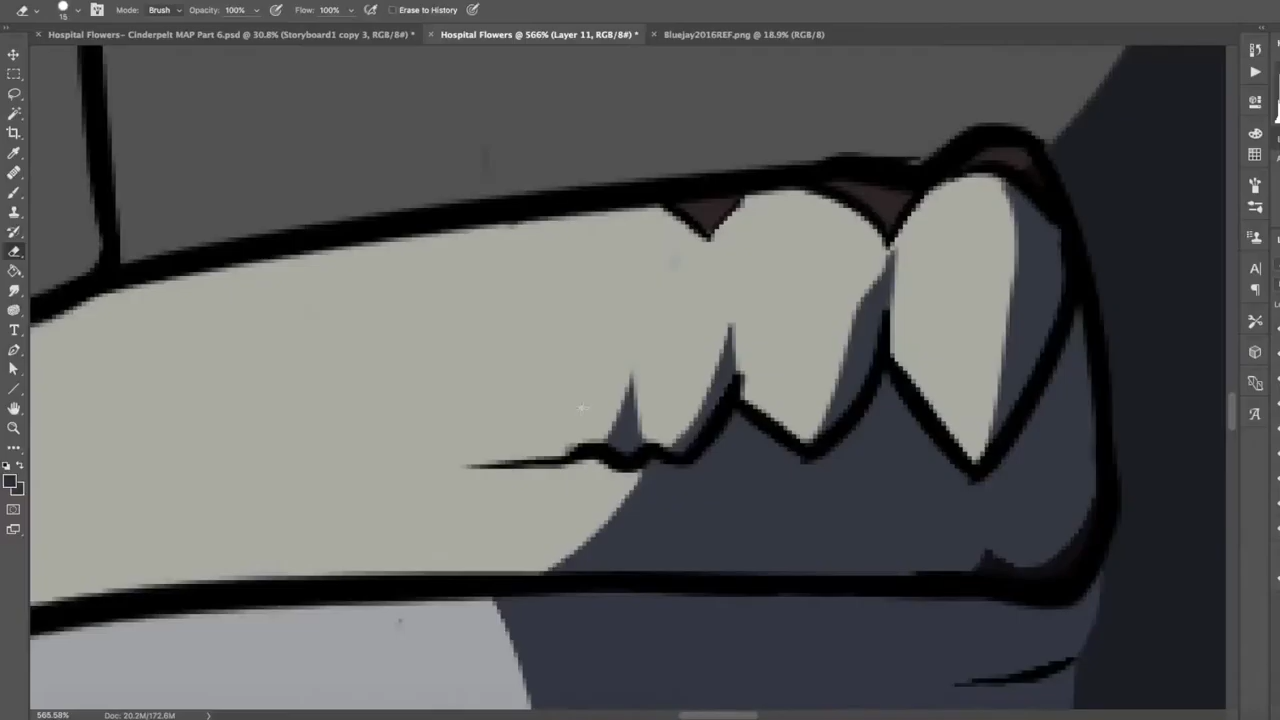 15 Mode: Brush Opacity: 100% Flow: 100% Erase to History
Hospital Flowers– Cinderpelt MAP Part 6.psd @ 30.8% (Storyboard1 copy 3, RGB/8#) * Hospital Flowers @ 566% (Layer 11, RGB/8#) * Bluejay2016REF.png @ 18.9% (RGB/8)
565.58% Doc: 20.2M/172.6M